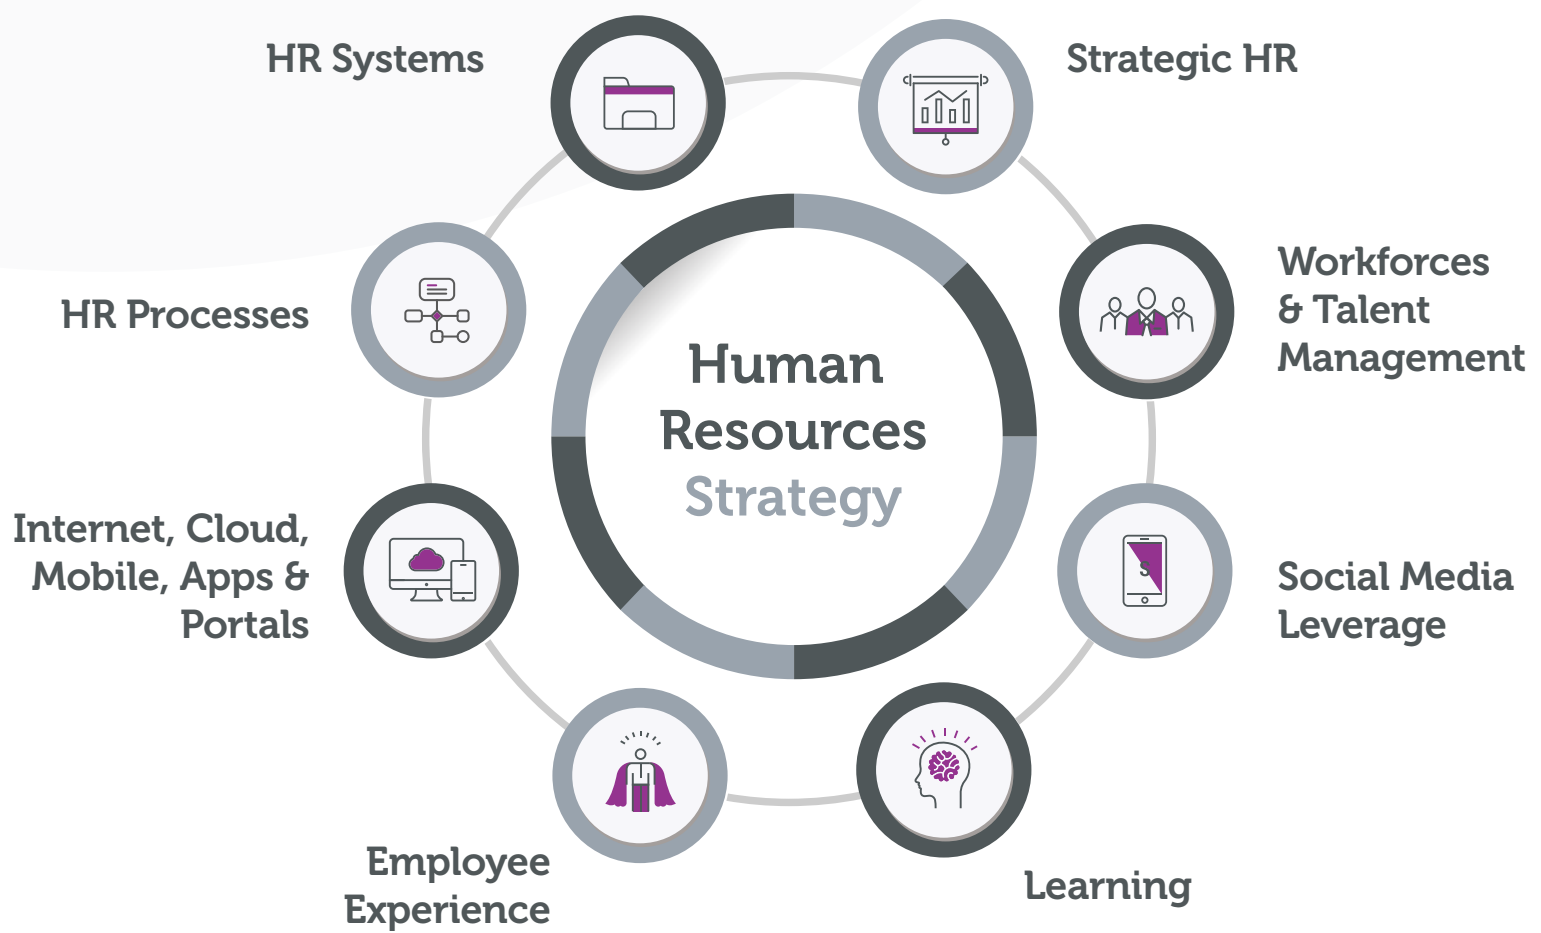 HR Systems
Strategic HR
HR Processes
Workforces
& Talent
Management
Human
Resources
Strategy
Internet, Cloud,
Mobile, Apps &
Portals
Social Media
Leverage
$
Employee
Experience
Learning